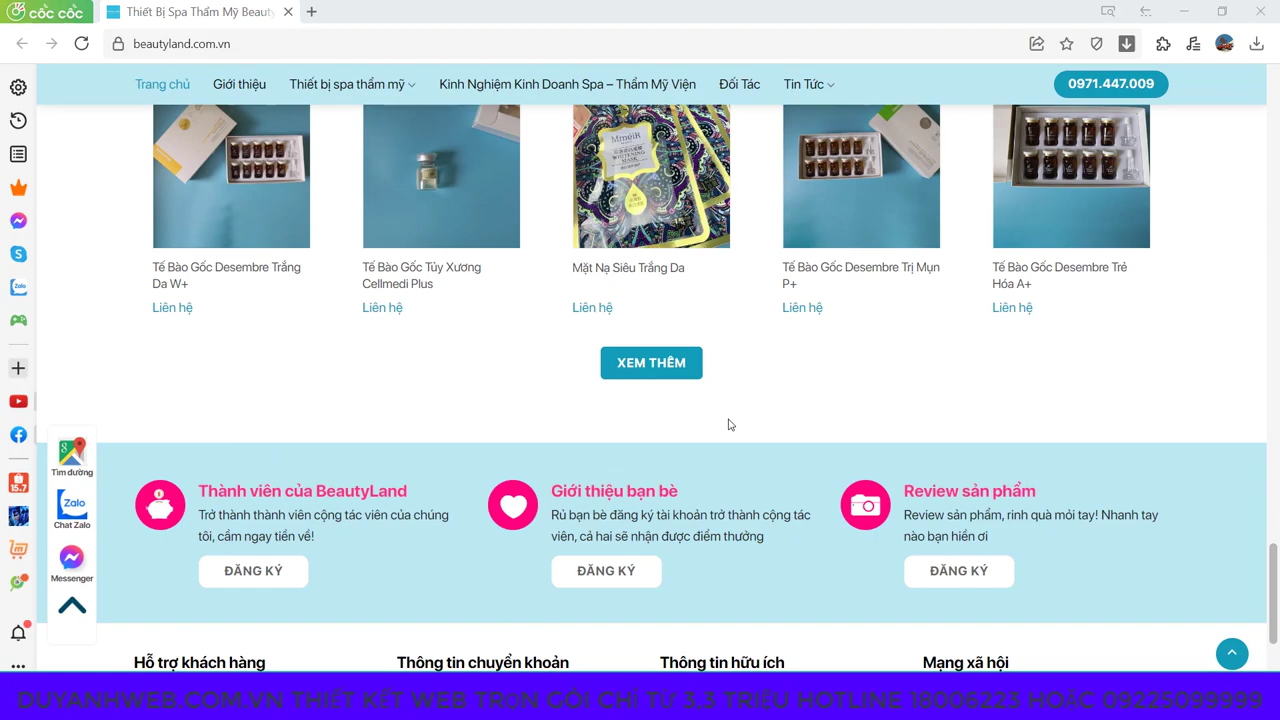 cốc cốc
Thiết Bị Spa Thẩm Mỹ Beauty
beautyland.com.vn
Trang chủ
Giới thiệu
Thiết bị spa thẩm mỹ
Kinh Nghiệm Kinh Doanh Spa – Thẩm Mỹ Viện
Đối Tác
Tin Tức
0971.447.009
MrneiR
WHITENING
MASK
Tế Bào Gốc Desembre Trắng
Da W+
Liên hệ
Tế Bào Gốc Tủy Xương
Cellmedi Plus
Liên hệ
Mặt Nạ Siêu Trắng Da
Liên hệ
Tế Bào Gốc Desembre Trị Mụn
P+
Liên hệ
Tế Bào Gốc Desembre Trẻ
Hóa A+
Liên hệ
XEM THÊM
Tìm đường
Zalo
Chat Zalo
Messenger
15.7
Thành viên của BeautyLand
Trở thành thành viên cộng tác viên của chúng
tôi, cầm ngay tiền về!
ĐĂNG KÝ
Giới thiệu bạn bè
Rủ bạn bè đăng ký tài khoản trở thành cộng tác
viên, cả hai sẽ nhận được điểm thưởng
ĐĂNG KÝ
Review sản phẩm
Review sản phẩm, rinh quà mỏi tay! Nhanh tay
nào bạn hiền ơi
ĐĂNG KÝ
Hỗ trợ khách hàng
Thông tin chuyển khoản
Thông tin hữu ích
Mạng xã hội
DUYANHWEB.COM.VN THIẾT KẾT WEB TRỌN GÓI CHỈ TỪ 3,3 TRIỆU HOTLINE 18006223 HOẶC 09225099999